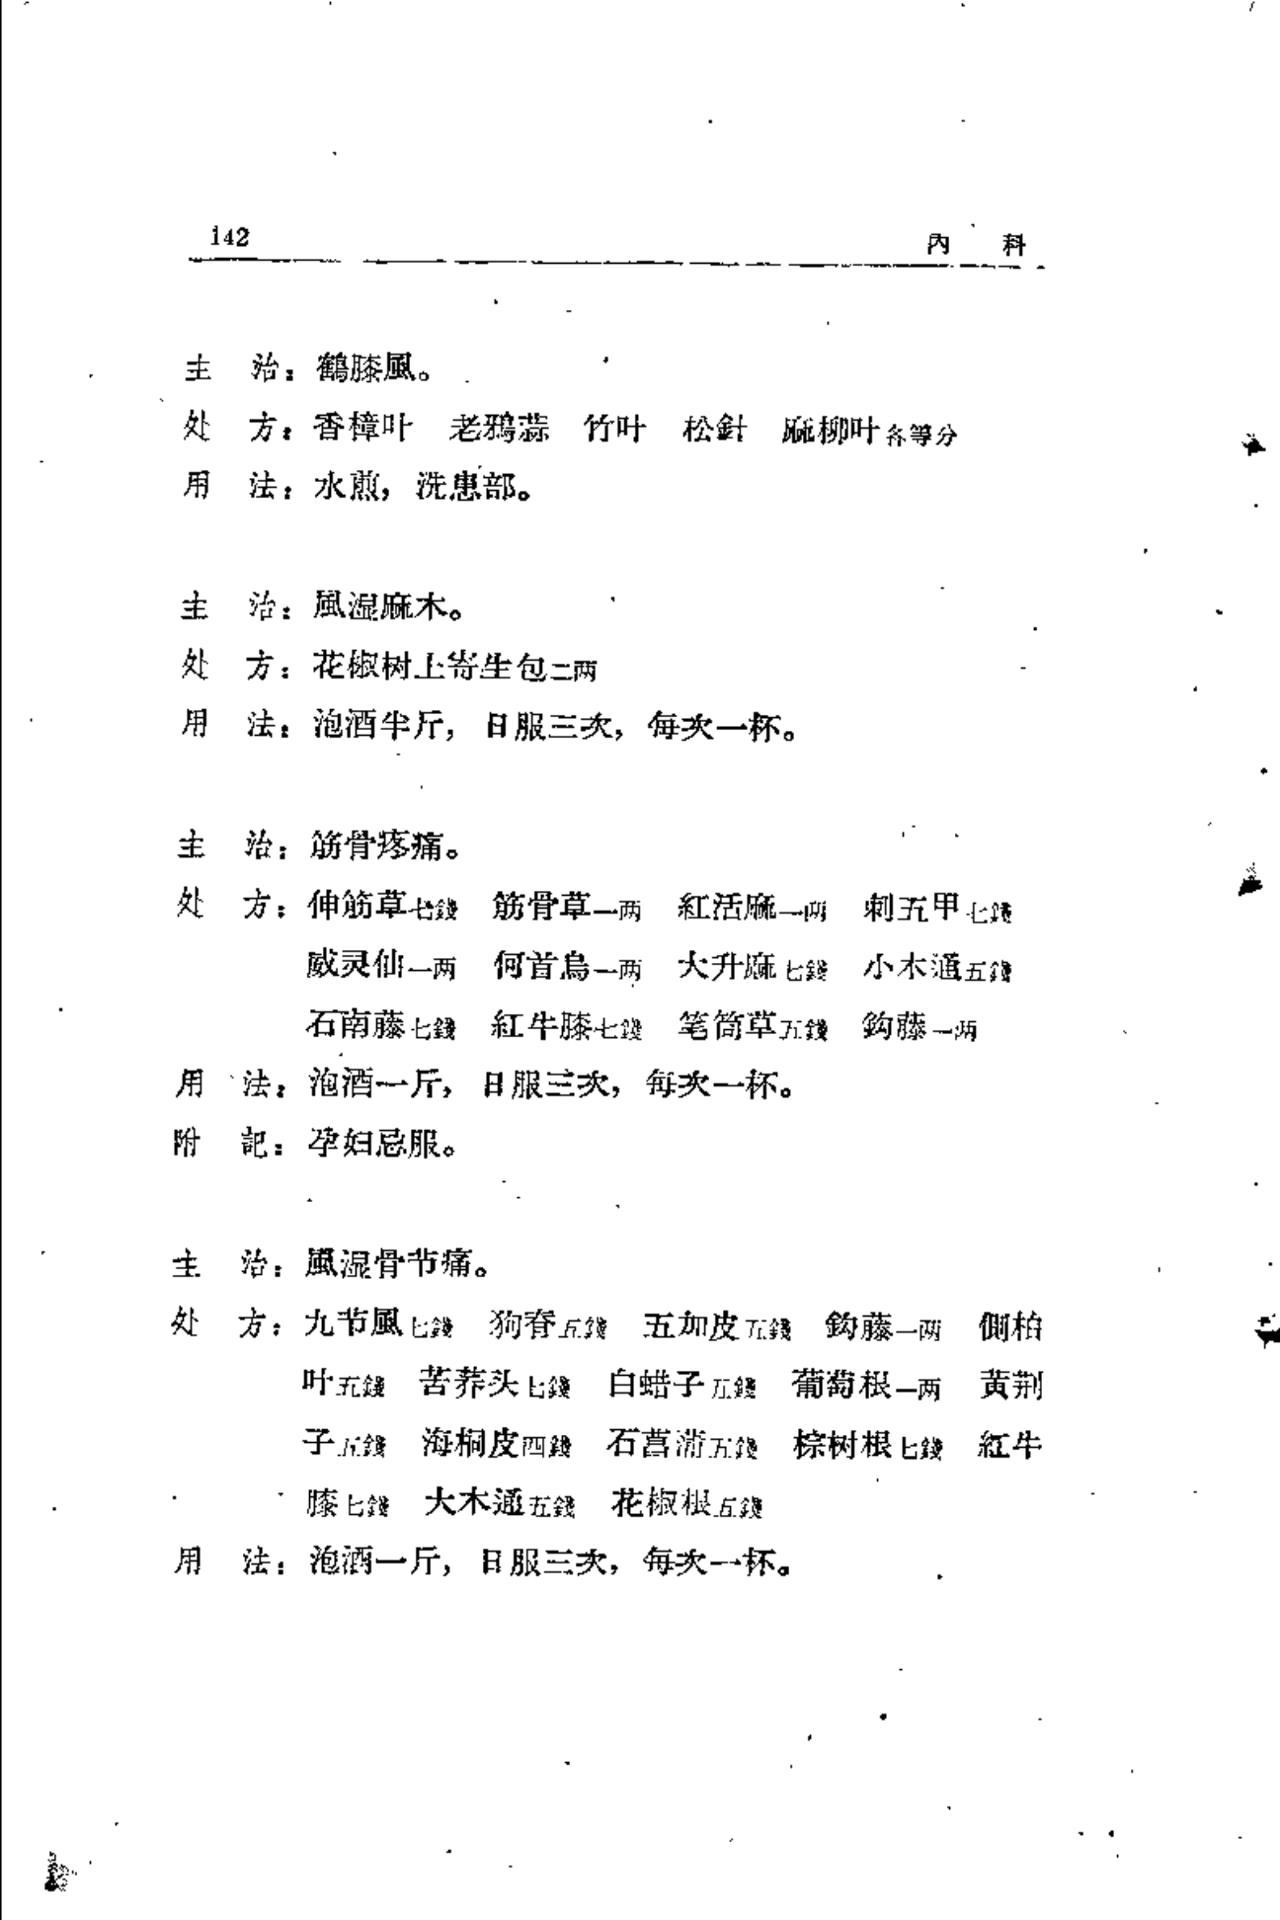 142
內 科
主 治：鶴膝風。
处 方：香樟叶 老鴉蒜 竹叶 松針 麻柳叶各等分
用 法：水煎，洗患部。
主 治：風湿麻木。
处 方：花椒树上寄生包二两
用 法：泡酒半斤，日服三次，每次一杯。
主 治：筋骨疼痛。
处 方：伸筋草七錢 筋骨草一两 紅活麻一两 刺五甲七錢
威灵仙一两 何首烏一两 大升麻七錢 小木通五錢
石南藤七錢 紅牛膝七錢 笔筒草五錢 鈎藤一两
用 法：泡酒一斤，日服三次，每次一杯。
附 記：孕妇忌服。
主 治：風湿骨节痛。
处 方：九节風七錢 狗脊五錢 五加皮五錢 鈎藤一两 側柏
叶五錢 苦荞头七錢 白蜡子五錢 葡萄根一两 黄荆
子五錢 海桐皮四錢 石菖蒲五錢 棕树根七錢 紅牛
膝七錢 大木通五錢 花椒根五錢
用 法：泡酒一斤，日服三次，每次一杯。